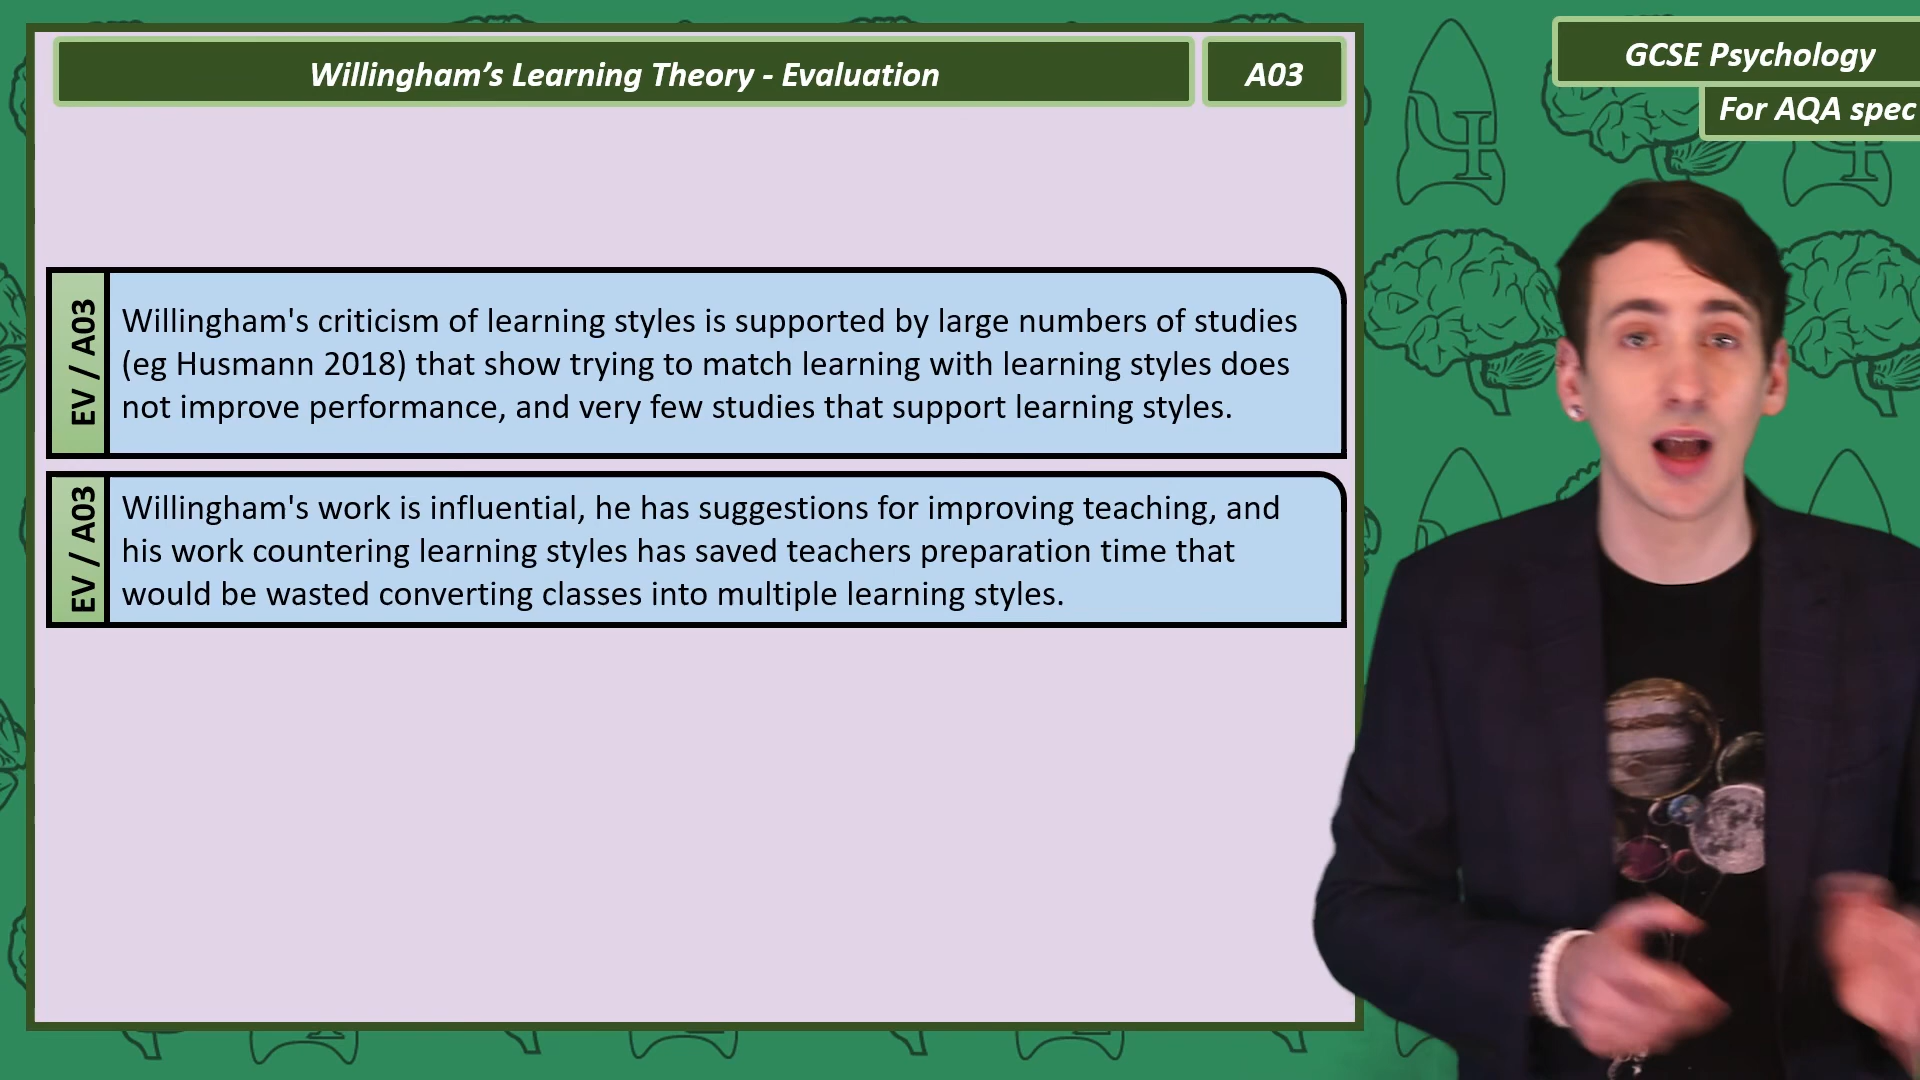 Willingham’s Learning Theory - Evaluation
A03
GCSE Psychology
For AQA spec
EV / A03
Willingham's criticism of learning styles is supported by large numbers of studies
(eg Husmann 2018) that show trying to match learning with learning styles does
not improve performance, and very few studies that support learning styles.
EV / A03
Willingham's work is influential, he has suggestions for improving teaching, and
his work countering learning styles has saved teachers preparation time that
would be wasted converting classes into multiple learning styles.